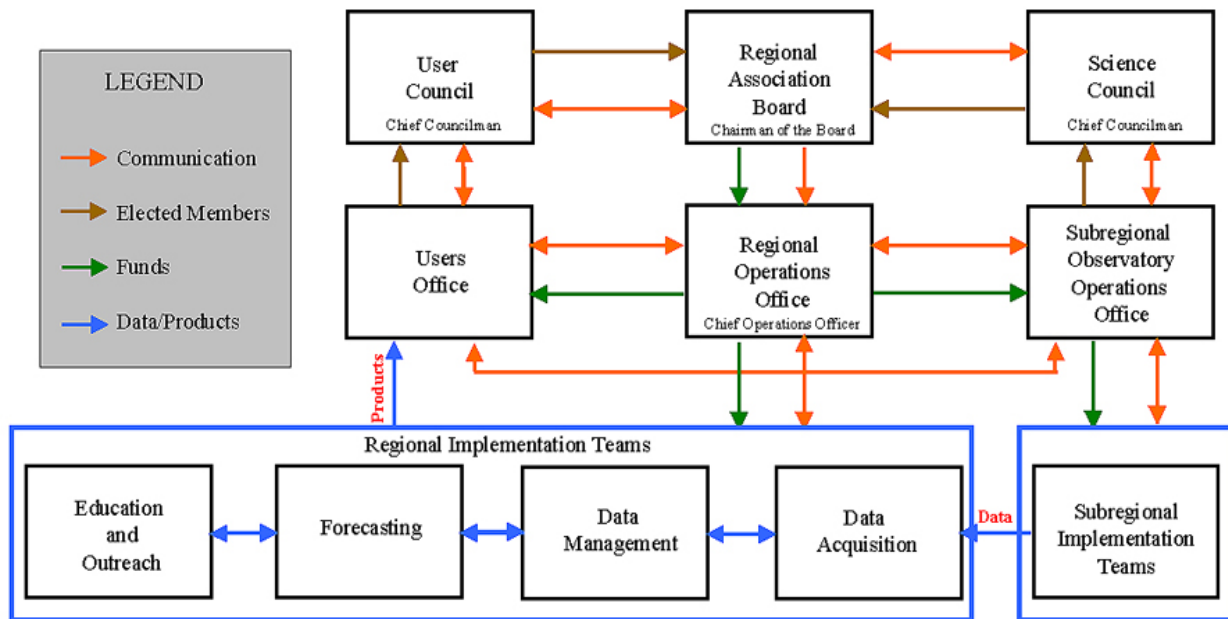 LEGEND
Communication
Elected Members
Funds
Data/Products
User
Council
Chief Councilman
Regional
Association
Board
Chairman of the Board
Science
Council
Chief Councilman
Users
Office
Regional
Operations
Office
Chief Operations Officer
Subregional
Observatory
Operations
Office
Products
Regional Implementation Teams
Education
and
Outreach
Forecasting
Data
Management
Data
Acquisition
Data
Subregional
Implementation
Teams